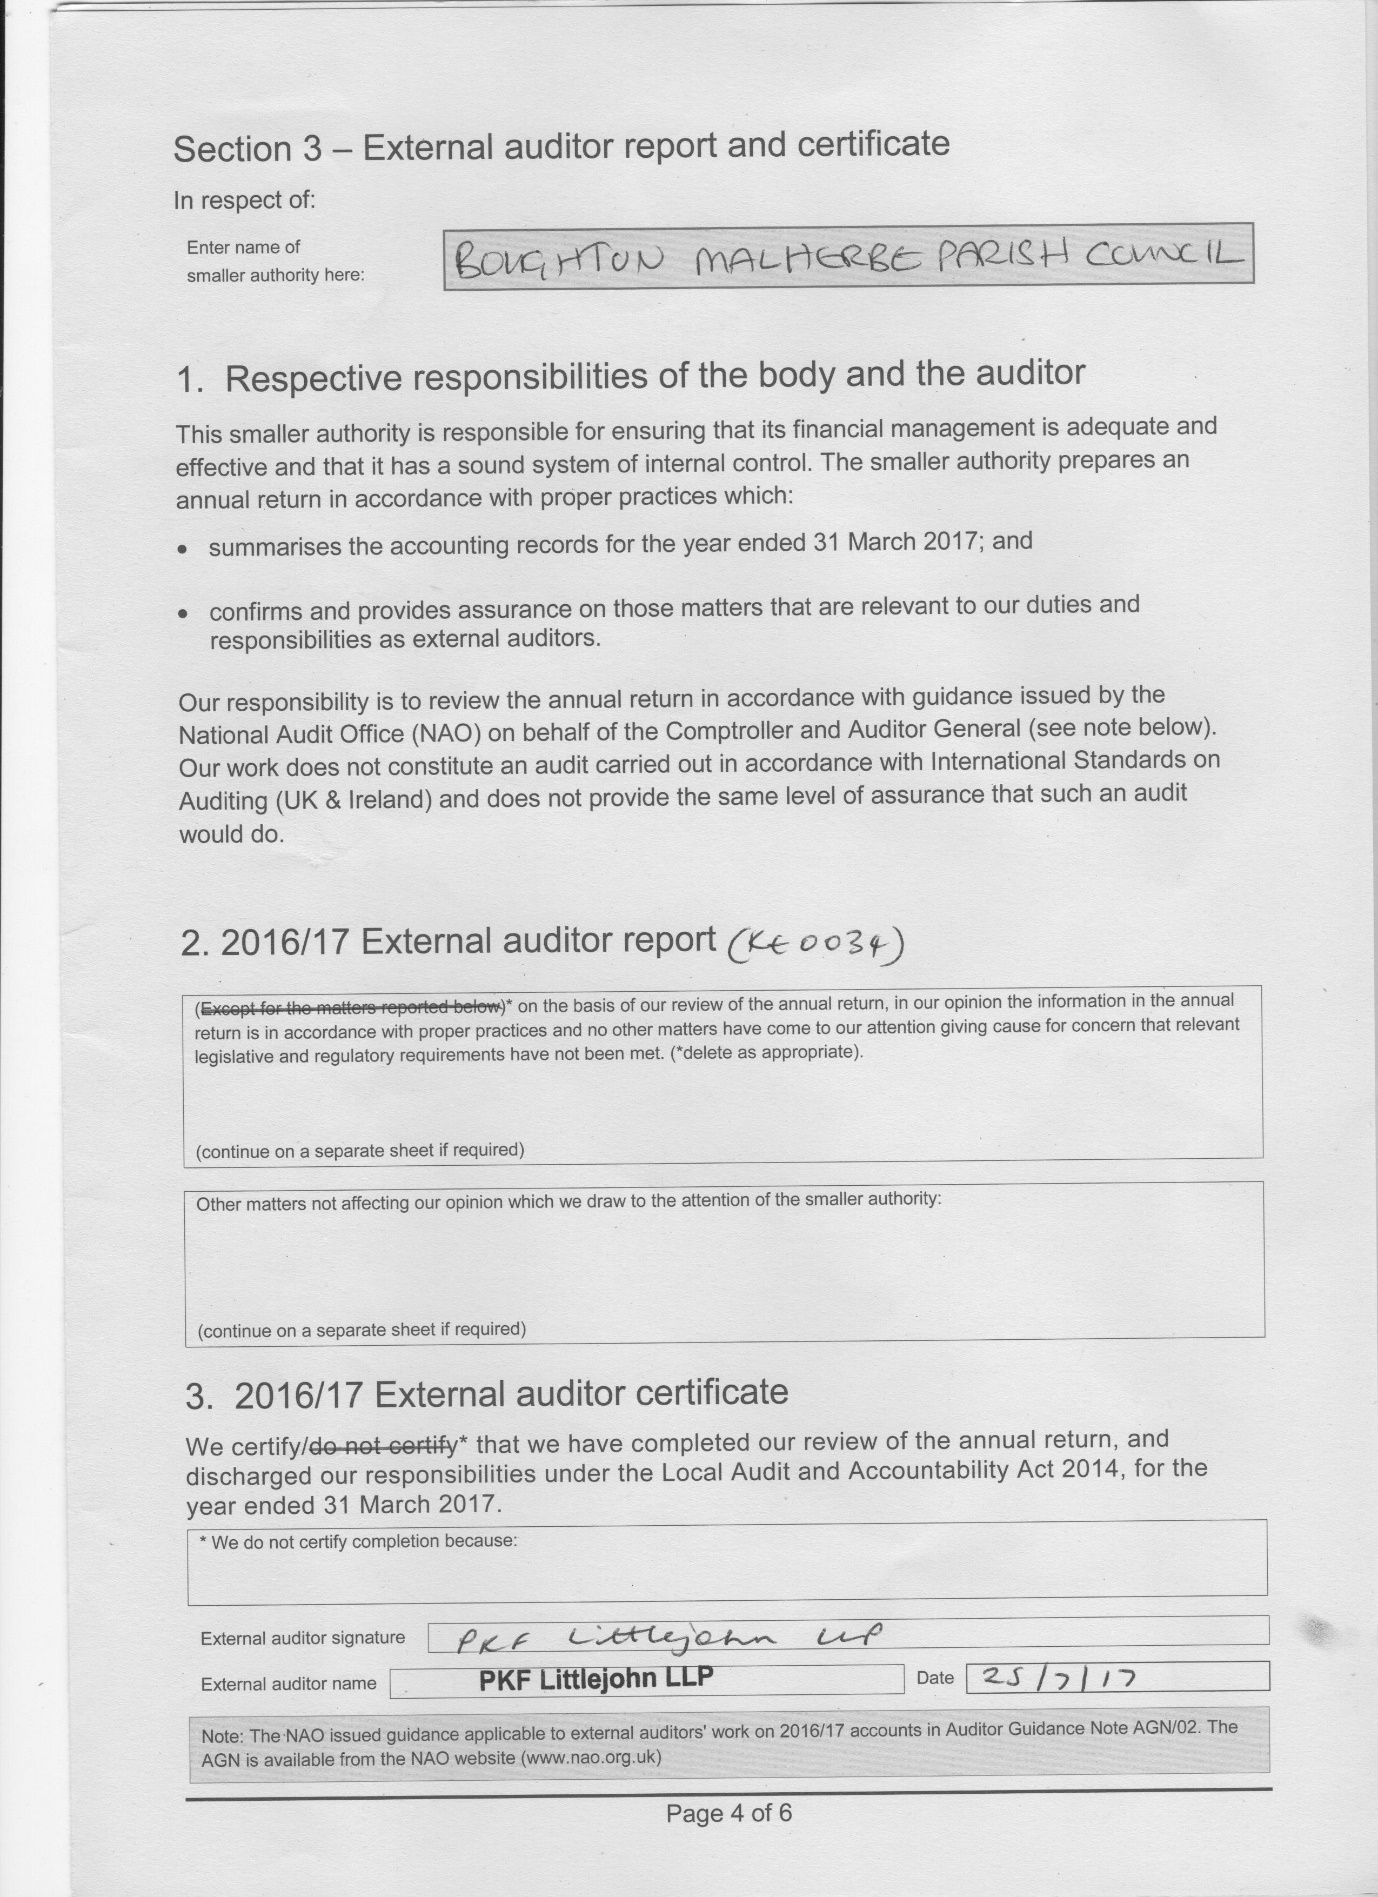 Section 3 – External auditor report and certificate
In respect of:
Enter name of
smaller authority here:
BOUGHTON MALHERBE PARISH COUNCIL
1. Respective responsibilities of the body and the auditor
This smaller authority is responsible for ensuring that its financial management is adequate and
effective and that it has a sound system of internal control. The smaller authority prepares an
annual return in accordance with proper practices which:
• summarises the accounting records for the year ended 31 March 2017; and
• confirms and provides assurance on those matters that are relevant to our duties and
responsibilities as external auditors.
Our responsibility is to review the annual return in accordance with guidance issued by the
National Audit Office (NAO) on behalf of the Comptroller and Auditor General (see note below).
Our work does not constitute an audit carried out in accordance with International Standards on
Auditing (UK & Ireland) and does not provide the same level of assurance that such an audit
would do.
2. 2016/17 External auditor report (KE0034)
(Except for the matters reported below)* on the basis of our review of the annual return, in our opinion the information in the annual
return is in accordance with proper practices and no other matters have come to our attention giving cause for concern that relevant
legislative and regulatory requirements have not been met. (*delete as appropriate).
(continue on a separate sheet if required)
Other matters not affecting our opinion which we draw to the attention of the smaller authority:
(continue on a separate sheet if required)
3. 2016/17 External auditor certificate
We certify/do not certify* that we have completed our review of the annual return, and
discharged our responsibilities under the Local Audit and Accountability Act 2014, for the
year ended 31 March 2017.
* We do not certify completion because:
External auditor signature PKF Littlejohn LLP
External auditor name PKF Littlejohn LLP Date 25/7/17
Note: The NAO issued guidance applicable to external auditors' work on 2016/17 accounts in Auditor Guidance Note AGN/02. The
AGN is available from the NAO website (www.nao.org.uk)
Page 4 of 6